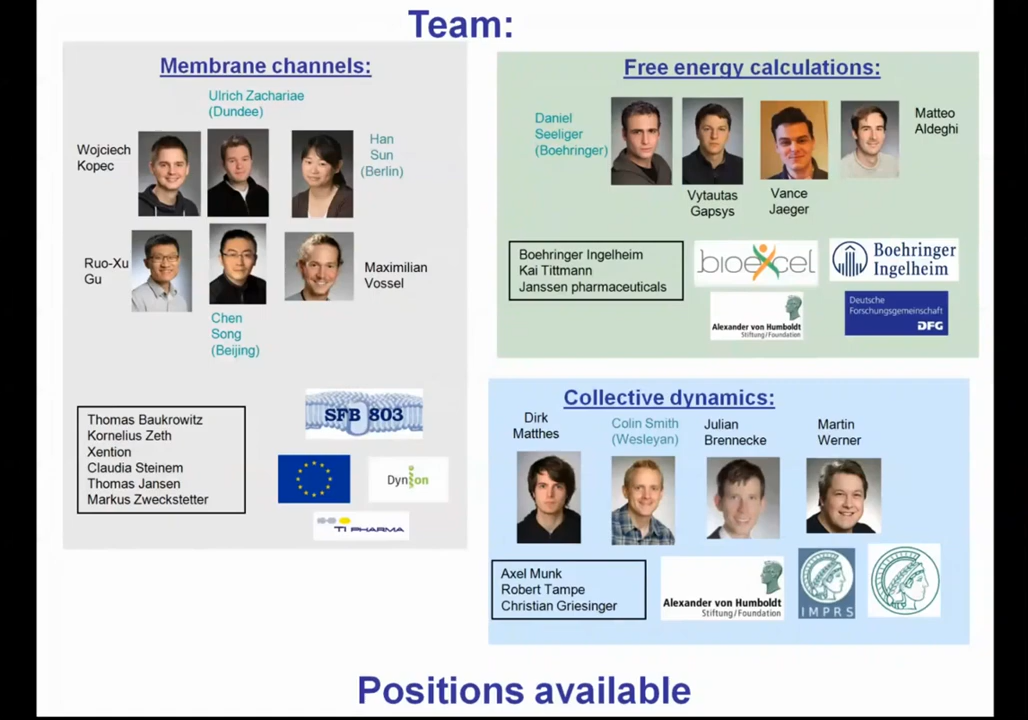 Team:
Membrane channels:
Ulrich Zachariae
(Dundee)
Wojciech
Kopec
Han
Sun
(Berlin)
Ruo-Xu
Gu
Maximilian
Vossel
Chen
Song
(Beijing)
Thomas Baukrowitz
Kornelius Zeth
Xention
Claudia Steinem
Thomas Jansen
Markus Zweckstetter
SFB 803
Dynion
TI PHARMA
Free energy calculations:
Daniel
Seeliger
(Boehringer)
Vytautas
Gapsys
Vance
Jaeger
Matteo
Aldeghi
Boehringer Ingelheim
Kai Tittmann
Janssen pharmaceuticals
bioexcel
Boehringer
Ingelheim
Alexander von Humboldt
Stiftung/Foundation
Deutsche
Forschungsgemeinschaft
DFG
Collective dynamics:
Dirk
Matthes
Colin Smith
(Wesleyan)
Julian
Brennecke
Martin
Werner
Axel Munk
Robert Tampe
Christian Griesinger
Alexander von Humboldt
Stiftung/Foundation
IMPRS
Positions available